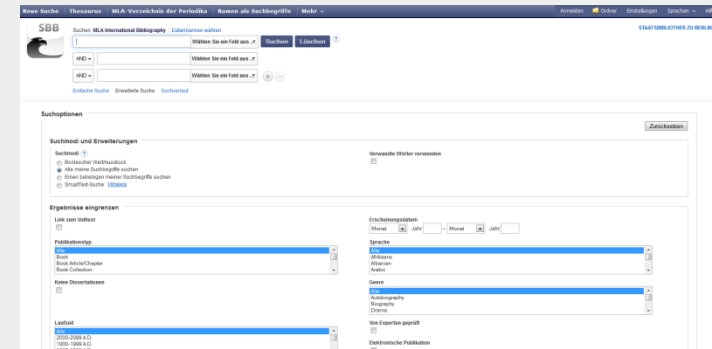 Neue Suche Thesaurus MLA-Verzeichnis der Periodika Namen als Suchbegriffe Mehr
Anmelden Ordner Einstellungen Sprachen
SBB
STAATSBIBLIOTHEK ZU BERLIN
Suchen: MLA International Bibliography Datenbanken wählen
Wählen Sie ein Feld aus Suchen Löschen ?
AND Wählen Sie ein Feld aus
AND Wählen Sie ein Feld aus + −
Einfache Suche Erweiterte Suche Suchverlauf
Suchoptionen
Zurücksetzen
Suchmodi und Erweiterungen
Suchmodi ?
Verwandte Wörter verwenden
Boolescher Wert/Ausdruck
Alle meine Suchbegriffe suchen
Einen beliebigen meiner Suchbegriffe suchen
SmartText-Suche Hinweis
Ergebnisse eingrenzen
Link zum Volltext
Erscheinungsdatum
Monat Jahr – Monat Jahr
Publikationstyp
Sprache
Alle
Book
Book Article/Chapter
Book Collection
Alle
Afrikaans
Albanian
Arabic
Keine Dissertationen
Genre
Alle
Autobiography
Biography
Drama
Laufzeit
Von Experten geprüft
Alle
2000-2099 A.D.
1900-1999 A.D.
Elektronische Publikation